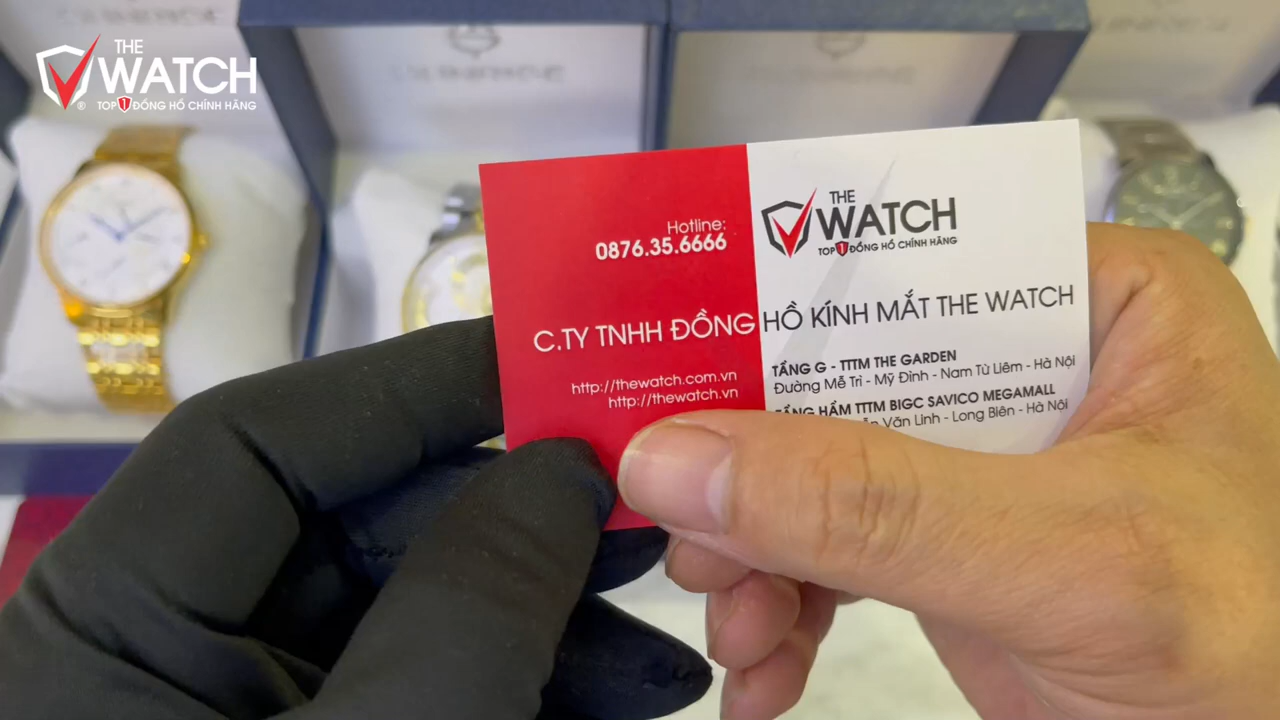 THE
WATCH
TOP 1 ĐỒNG HỒ CHÍNH HÃNG
Hotline:
0876.35.6666
THE
WATCH
TOP 1 ĐỒNG HỒ CHÍNH HÃNG
C.TY TNHH ĐỒNG HỒ KÍNH MẮT THE WATCH
http://thewatch.com.vn
http://thewatch.vn
TẦNG G - TTTM THE GARDEN
Đường Mễ Trì - Mỹ Đình - Nam Từ Liêm - Hà Nội
TẦNG HẦM TTTM BIGC SAVICO MEGAMALL
Văn Linh - Long Biên - Hà Nội